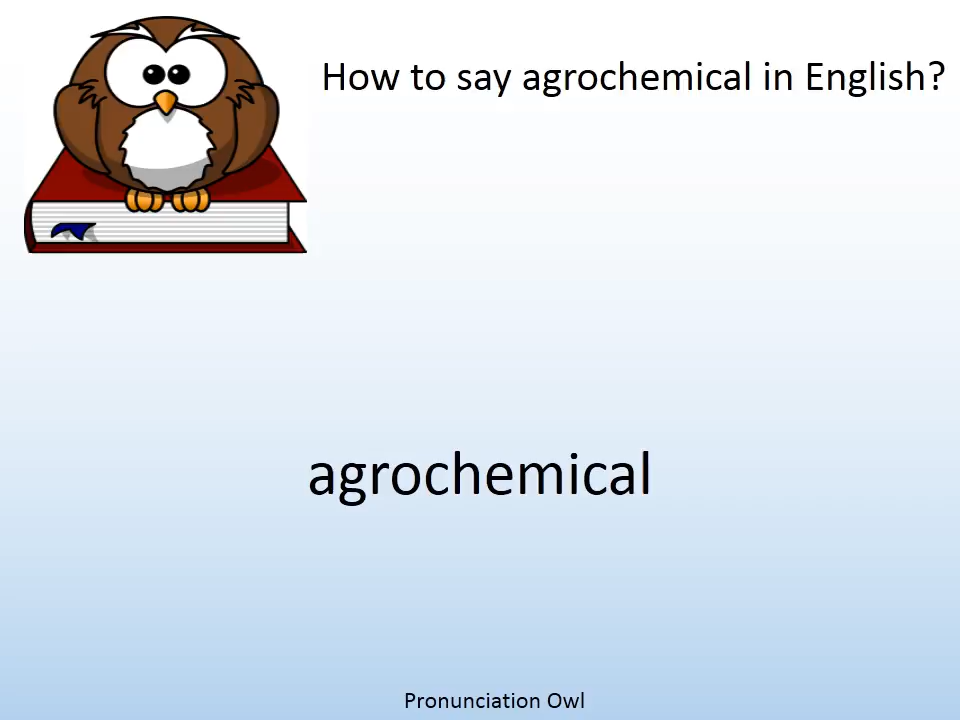 How to say agrochemical in English?
agrochemical
Pronunciation Owl